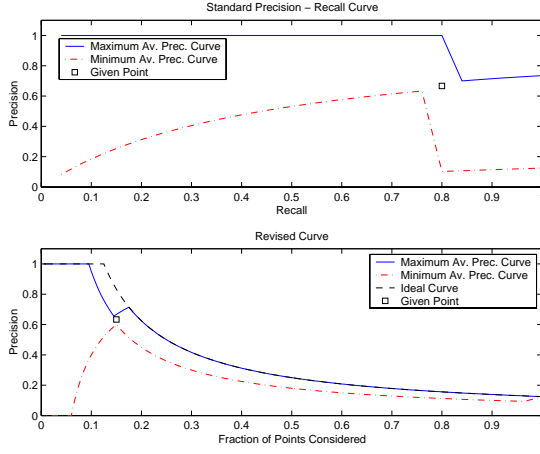 Standard Precision – Recall Curve
Maximum Av. Prec. Curve
Minimum Av. Prec. Curve
Given Point
Precision
1
0.8
0.6
0.4
0.2
0
0 0.1 0.2 0.3 0.4 0.5 0.6 0.7 0.8 0.9
Recall
Revised Curve
Maximum Av. Prec. Curve
Minimum Av. Prec. Curve
Ideal Curve
Given Point
Precision
1
0.8
0.6
0.4
0.2
0
0 0.1 0.2 0.3 0.4 0.5 0.6 0.7 0.8 0.9
Fraction of Points Considered